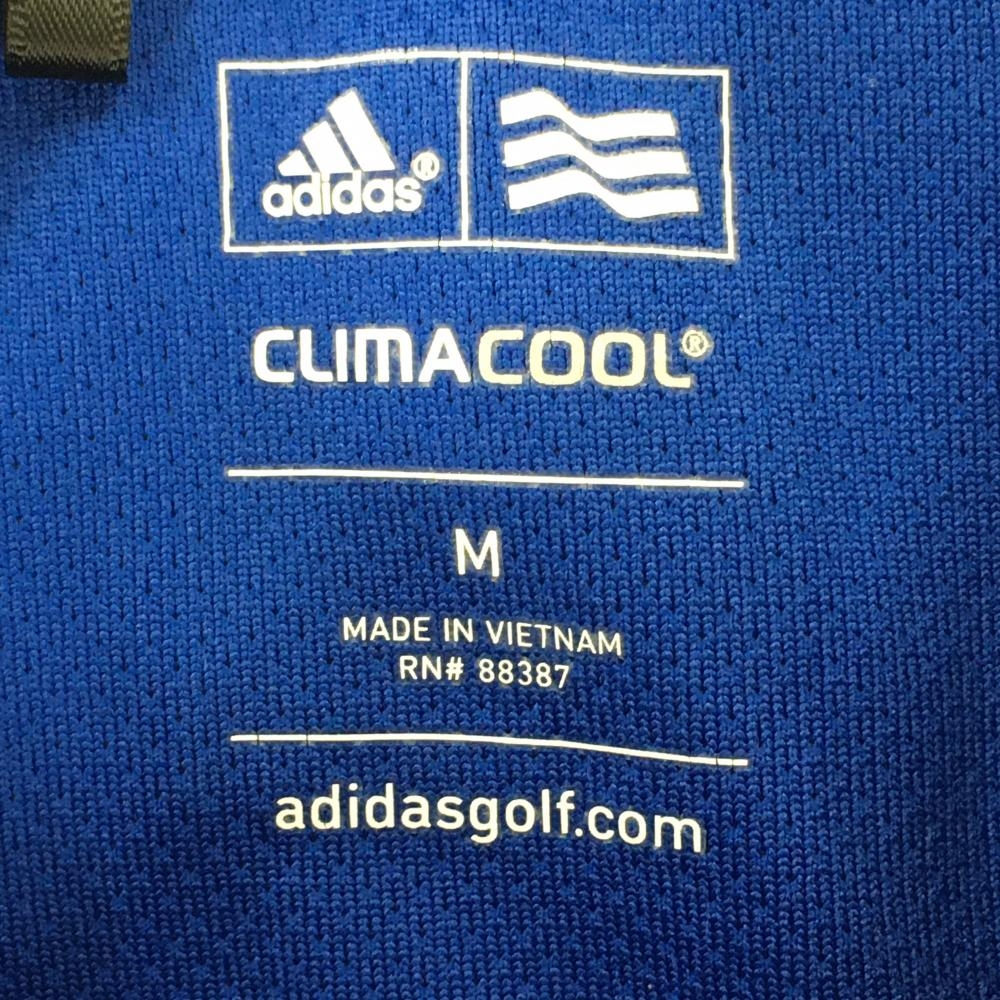 adidas®
CLIMACOOL®
M
MADE IN VIETNAM
RN# 88387
adidasgolf.com